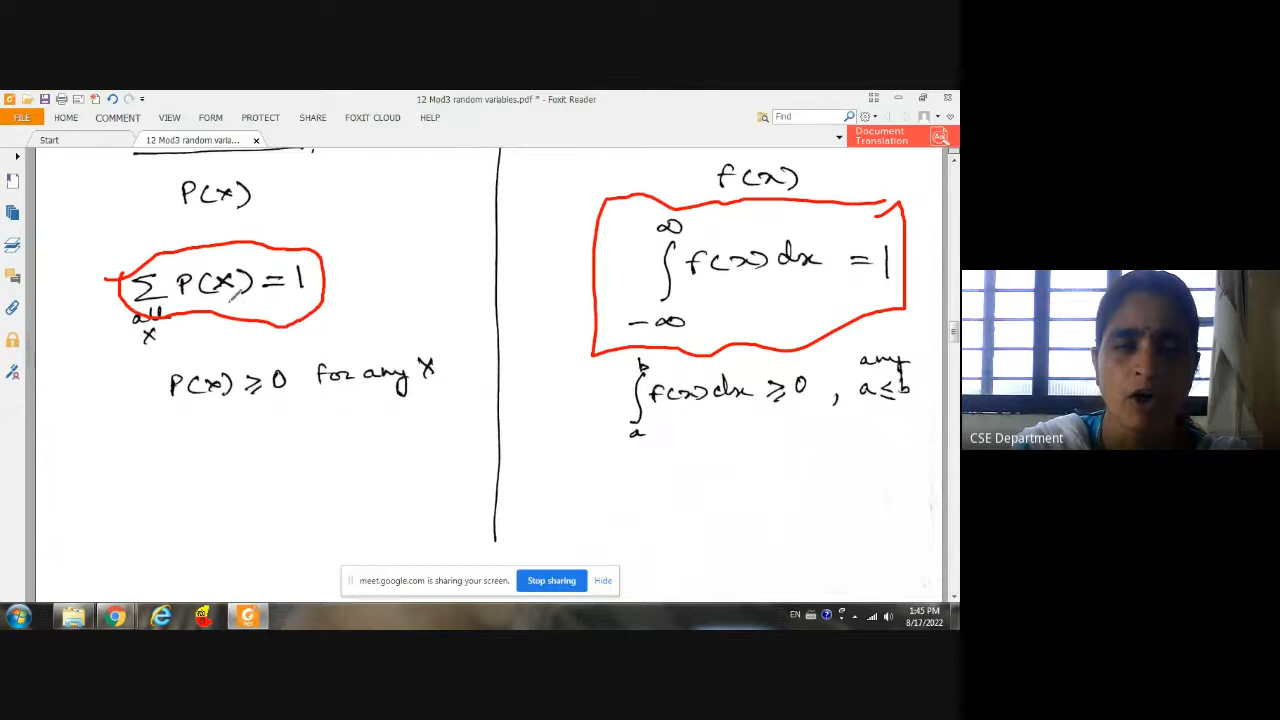 12 Mod3 random variables.pdf * - Foxit Reader
FILE HOME COMMENT VIEW FORM PROTECT SHARE FOXIT CLOUD HELP
Find
Start
12 Mod3 random varia...
Document
Translation
P(x)
∑ P(x) = 1
all
x
P(x) ≥ 0 for any x
f(x)
∞
∫ f(x) dx = 1
-∞
b
∫ f(x) dx ≥ 0 , any
a ≤ b
a
CSE Department
meet.google.com is sharing your screen.
Stop sharing
Hide
EN
1:45 PM
8/17/2022